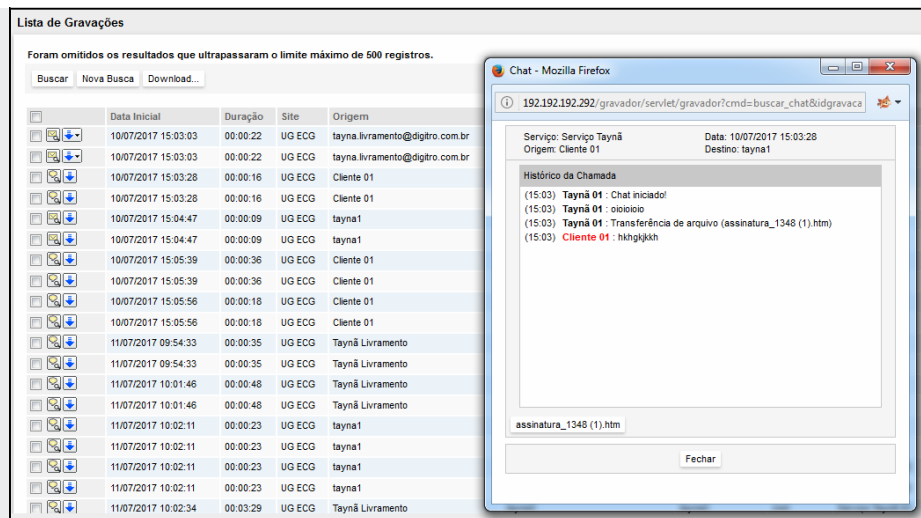 Lista de Gravações
Foram omitidos os resultados que ultrapassaram o limite máximo de 500 registros.
Buscar Nova Busca Download...
Data Inicial Duração Site Origem
10/07/2017 15:03:03 00:00:22 UG ECG tayna.livramento@digitro.com.br
10/07/2017 15:03:03 00:00:22 UG ECG tayna.livramento@digitro.com.br
10/07/2017 15:03:28 00:00:16 UG ECG Cliente 01
10/07/2017 15:03:28 00:00:16 UG ECG Cliente 01
10/07/2017 15:04:47 00:00:09 UG ECG tayna1
10/07/2017 15:04:47 00:00:09 UG ECG tayna1
10/07/2017 15:05:39 00:00:36 UG ECG Cliente 01
10/07/2017 15:05:39 00:00:36 UG ECG Cliente 01
10/07/2017 15:05:56 00:00:18 UG ECG Cliente 01
10/07/2017 15:05:56 00:00:18 UG ECG Cliente 01
11/07/2017 09:54:33 00:00:35 UG ECG Taynã Livramento
11/07/2017 09:54:33 00:00:35 UG ECG Taynã Livramento
11/07/2017 10:01:46 00:00:48 UG ECG Taynã Livramento
11/07/2017 10:01:46 00:00:48 UG ECG Taynã Livramento
11/07/2017 10:02:11 00:00:23 UG ECG tayna1
11/07/2017 10:02:11 00:00:23 UG ECG tayna1
11/07/2017 10:02:11 00:00:23 UG ECG tayna1
11/07/2017 10:02:11 00:00:23 UG ECG tayna1
11/07/2017 10:02:34 00:03:29 UG ECG Taynã Livramento
Chat - Mozilla Firefox
192.192.192.292/gravador/servlet/gravador?cmd=buscar_chat&idgravaca
Serviço: Serviço Taynã Data: 10/07/2017 15:03:28
Origem: Cliente 01 Destino: tayna1
Histórico da Chamada
(15:03) Taynã 01 : Chat iniciado!
(15:03) Taynã 01 : oioioioio
(15:03) Taynã 01 : Transferência de arquivo (assinatura_1348 (1).htm)
(15:03) Cliente 01 : hkhgkjkkh
assinatura_1348 (1).htm
Fechar